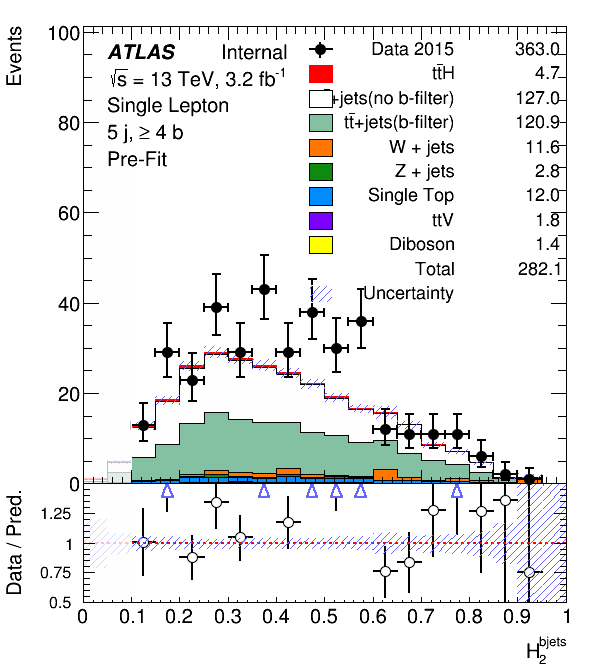 Events
100
80
60
40
20
0
ATLAS Internal
√s = 13 TeV, 3.2 fb⁻¹
Single Lepton
5 j, ≥ 4 b
Pre-Fit
Data 2015 363.0
tt̄H 4.7
+jets(no b-filter) 127.0
tt̄+jets(b-filter) 120.9
W + jets 11.6
Z + jets 2.8
Single Top 12.0
ttV 1.8
Diboson 1.4
Total 282.1
Uncertainty
Data / Pred.
1.25
1
0.75
0.5
0 0.1 0.2 0.3 0.4 0.5 0.6 0.7 0.8 0.9 1
H₂ᵇʲᵉᵗˢ